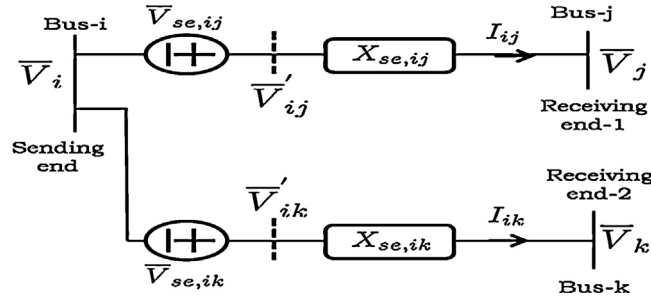 Bus-i
V̅se,ij
Iij
Bus-j
V̅i
V̅'ij
Xse,ij
V̅j
Sending
end
Receiving
end-1
V̅se,ik
V̅'ik
Xse,ik
Iik
Receiving
end-2
V̅k
Bus-k